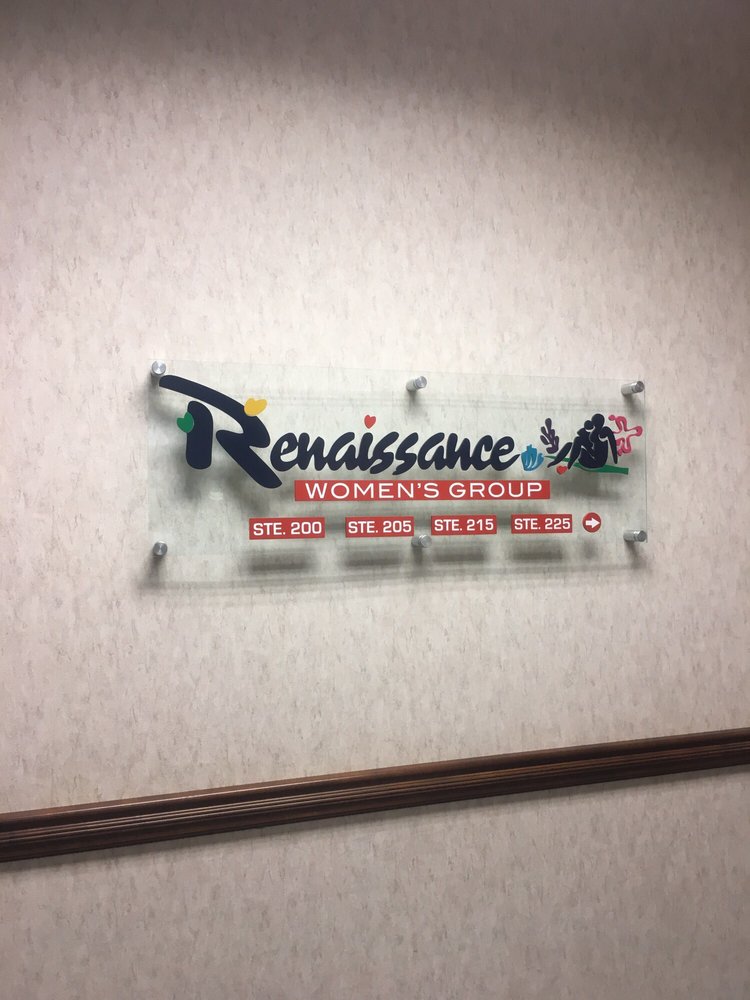 Renaissance
WOMEN'S GROUP
STE. 200 STE. 205 STE. 215 STE. 225